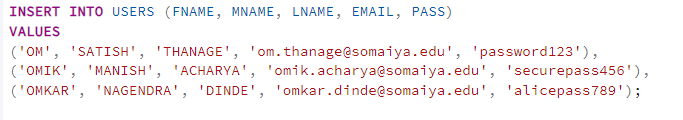 INSERT INTO USERS (FNAME, MNAME, LNAME, EMAIL, PASS)
VALUES
('OM', 'SATISH', 'THANAGE', 'om.thanage@somaiya.edu', 'password123'),
('OMIK', 'MANISH', 'ACHARYA', 'omik.acharya@somaiya.edu', 'securepass456'),
('OMKAR', 'NAGENDRA', 'DINDE', 'omkar.dinde@somaiya.edu', 'alicepass789');